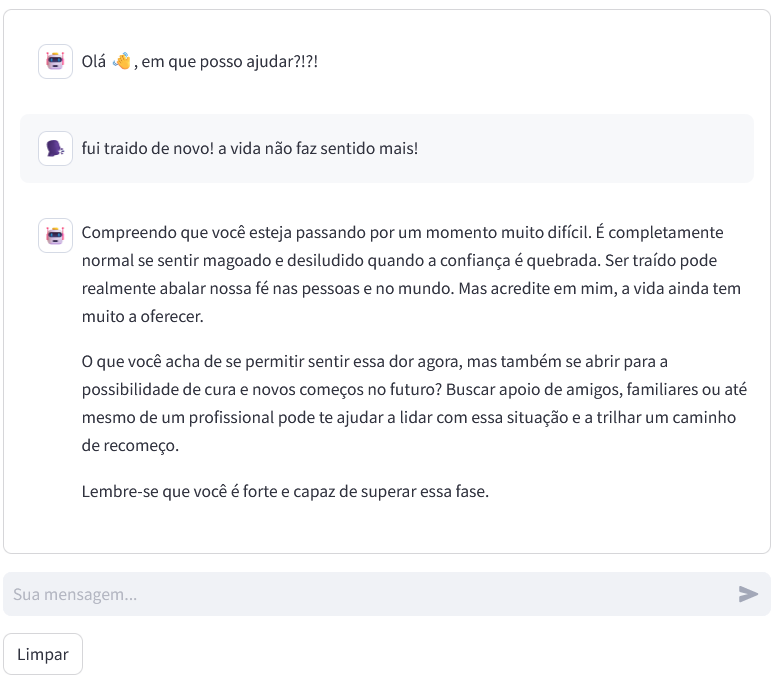 Olá 👋, em que posso ajudar?!?!
fui traido de novo! a vida não faz sentido mais!
Compreendo que você esteja passando por um momento muito difícil. É completamente
normal se sentir magoado e desiludido quando a confiança é quebrada. Ser traído pode
realmente abalar nossa fé nas pessoas e no mundo. Mas acredite em mim, a vida ainda tem
muito a oferecer.
O que você acha de se permitir sentir essa dor agora, mas também se abrir para a
possibilidade de cura e novos começos no futuro? Buscar apoio de amigos, familiares ou até
mesmo de um profissional pode te ajudar a lidar com essa situação e a trilhar um caminho
de recomeço.
Lembre-se que você é forte e capaz de superar essa fase.
Sua mensagem...
Limpar